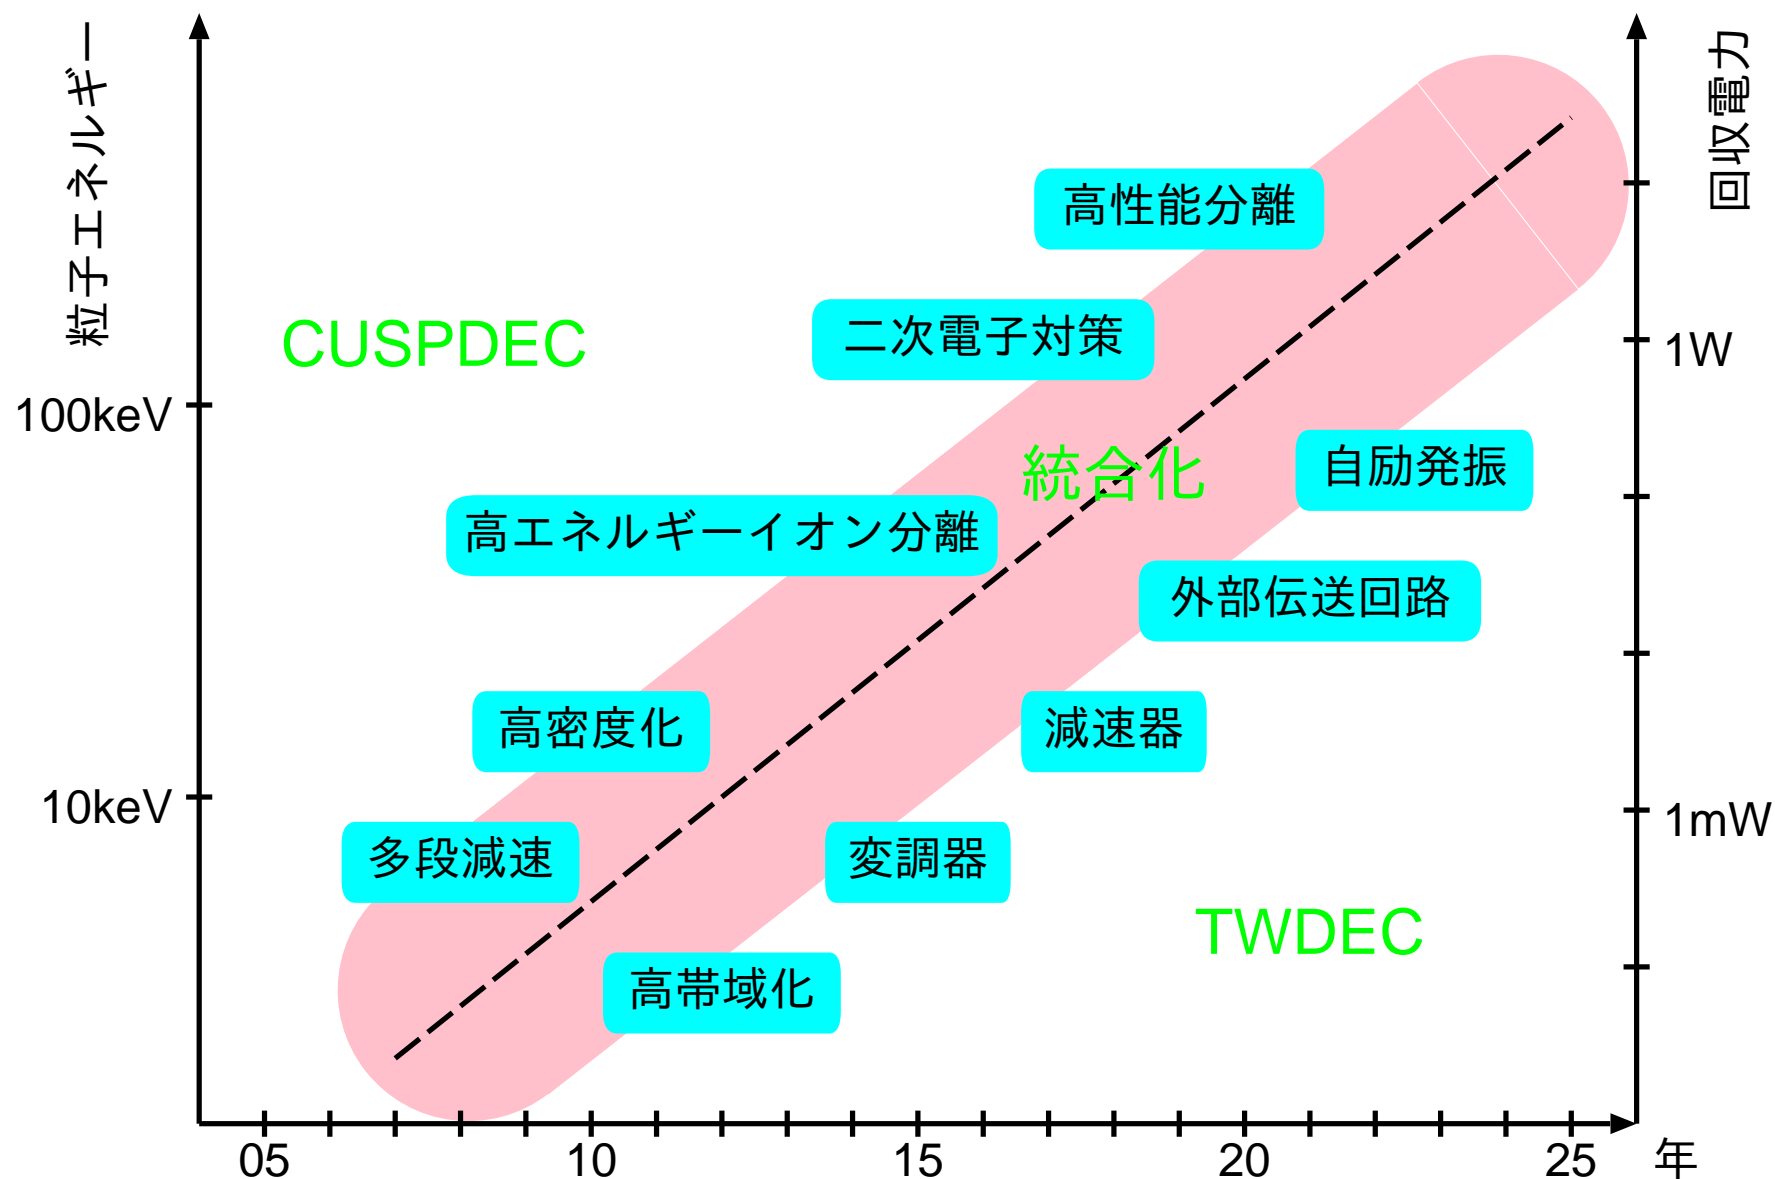 粒子エネルギー
回収電力
高性能分離
二次電子対策
CUSPDEC
1W
100keV
統合化
自励発振
高エネルギーイオン分離
外部伝送回路
高密度化
減速器
10keV
1mW
多段減速
変調器
TWDEC
高帯域化
05
10
15
20
25
年